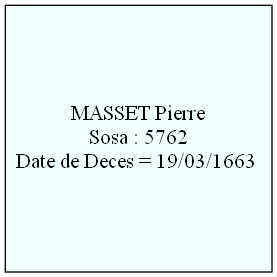 MASSET Pierre
Sosa : 5762
Date de Deces = 19/03/1663